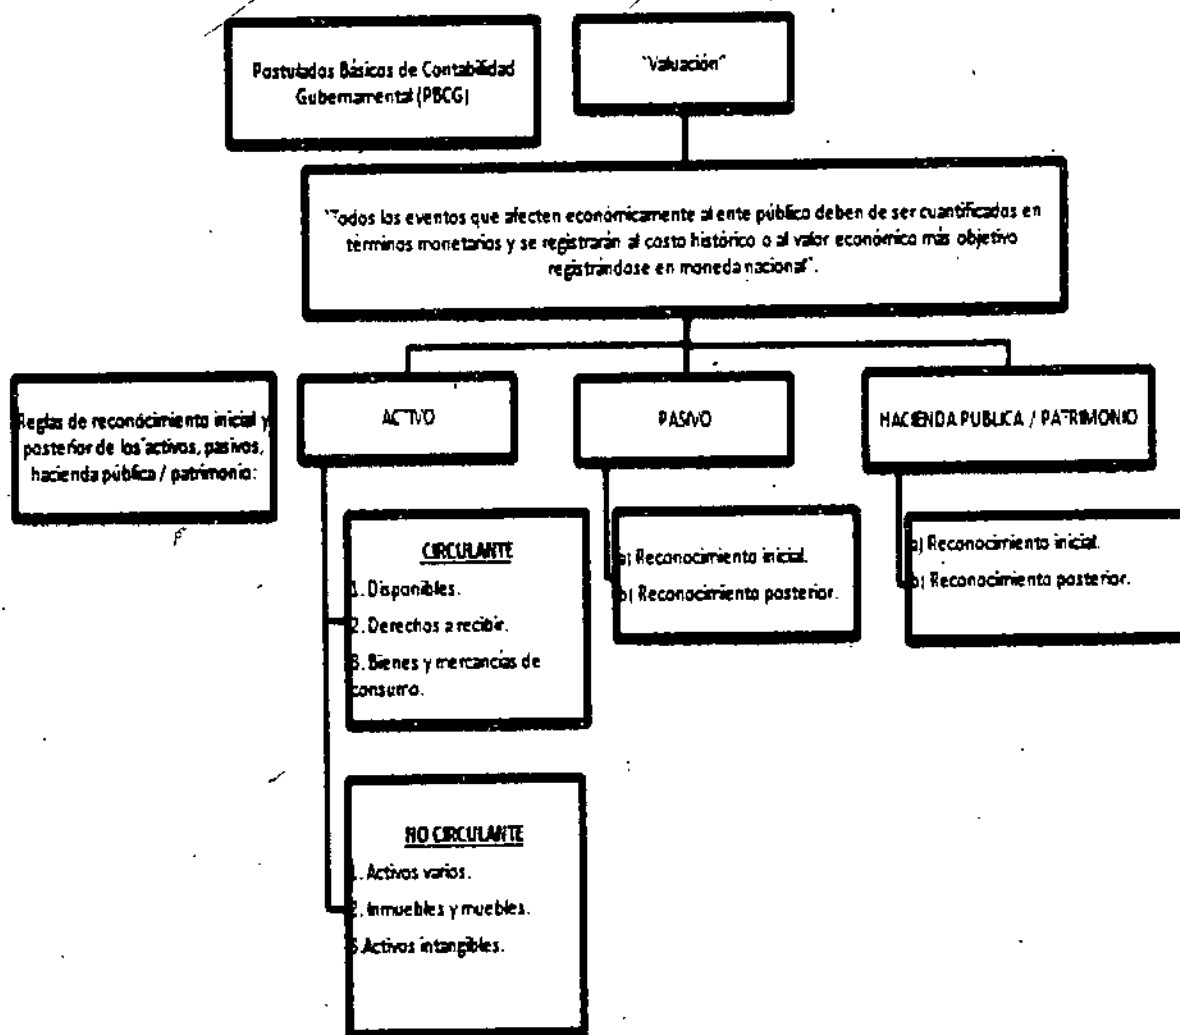 Postulados Básicos de Contabilidad
Gubernamental (PBCG)
"Valuación"
"Todos los eventos que afecten económicamente al ente público deben de ser cuantificados en
términos monetarios y se registrarán al costo histórico o al valor económico más objetivo
registrándose en moneda nacional".
Reglas de reconocimiento inicial y
posterior de los activos, pasivos,
hacienda pública / patrimonio:
ACTIVO
PASIVO
HACIENDA PUBLICA / PATRIMONIO
CIRCULANTE
1. Disponibles.
2. Derechos a recibir.
3. Bienes y mercancías de
consumo.
a) Reconocimiento inicial.
b) Reconocimiento posterior.
a) Reconocimiento inicial.
b) Reconocimiento posterior.
NO CIRCULANTE
1. Activos varios.
2. Inmuebles y muebles.
3.Activos intangibles.